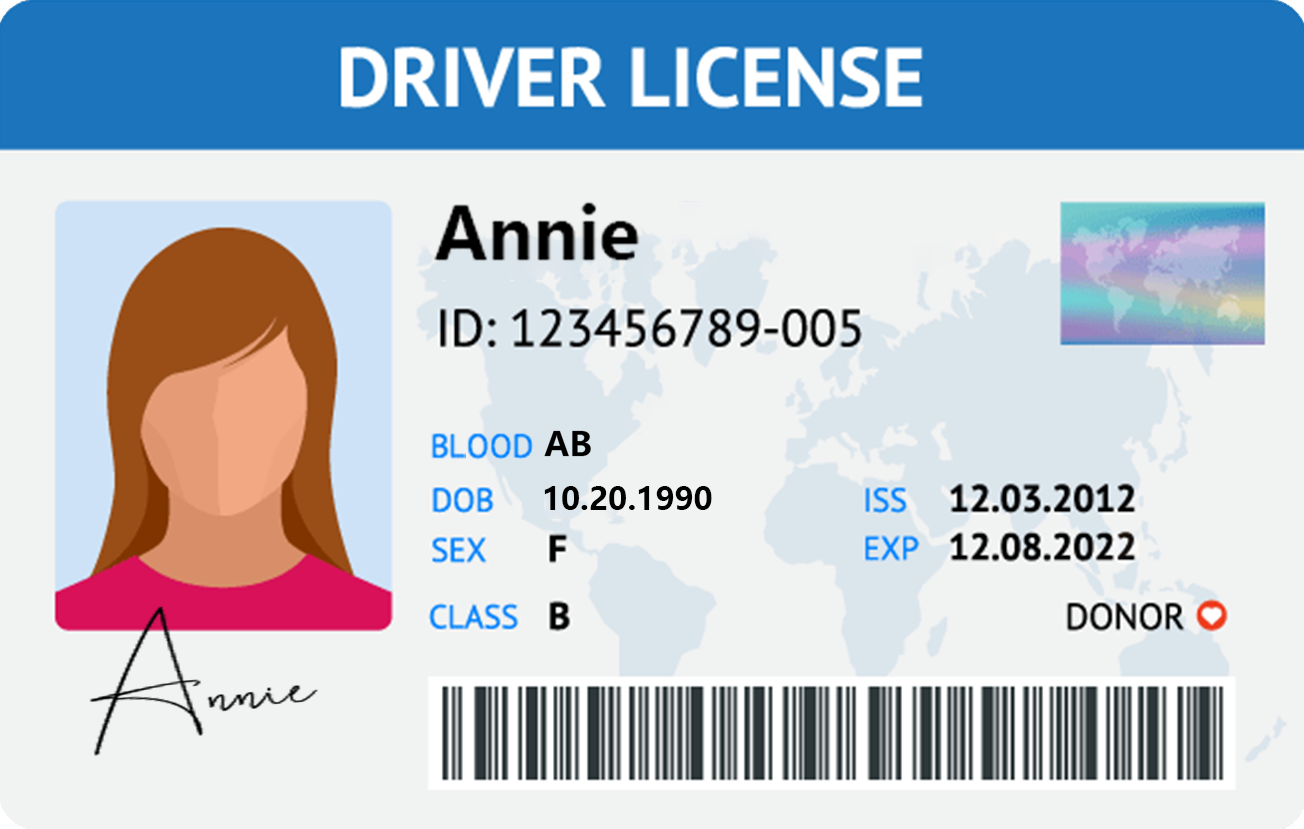 DRIVER LICENSE
Annie
ID: 123456789-005
BLOOD AB
DOB 10.20.1990
ISS 12.03.2012
SEX F
EXP 12.08.2022
CLASS B
DONOR
Annie